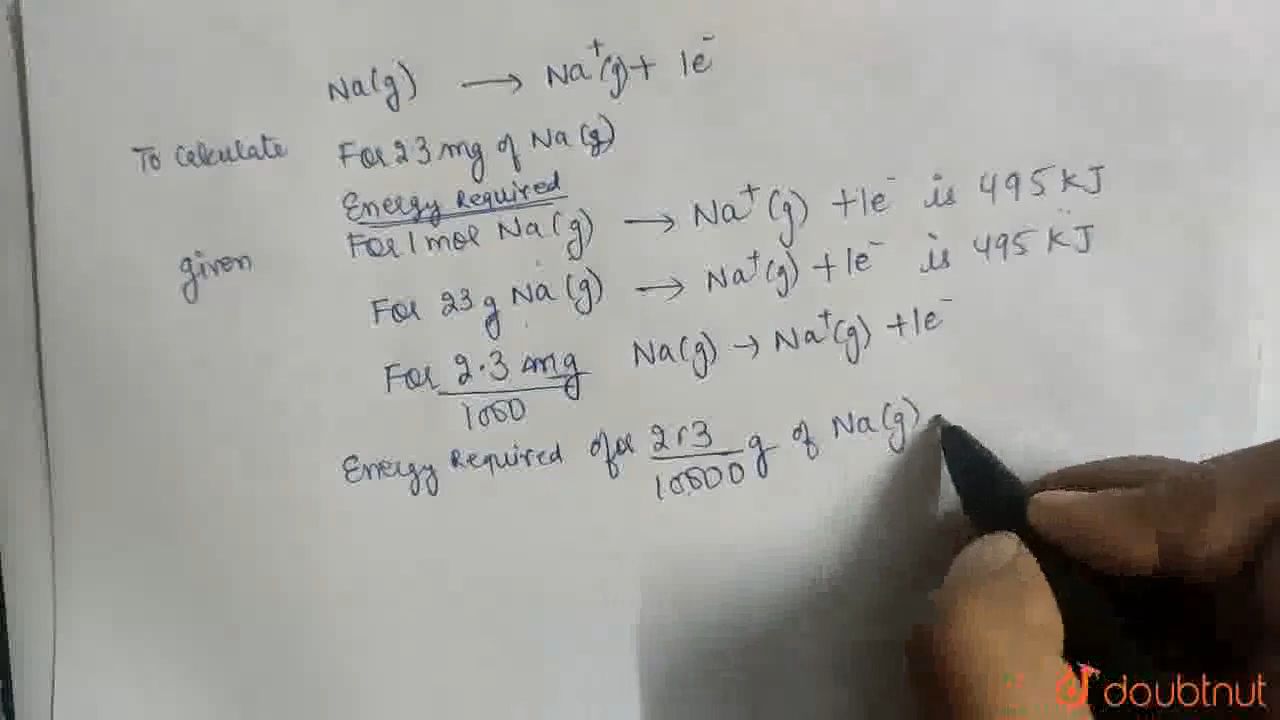 Na(g) → Na⁺(g) + 1e⁻
To Calculate For 23 mg of Na(g)
Energy Required
given For 1 mol Na(g) → Na⁺(g) + 1e⁻ is 495 KJ
For 23 g Na(g) → Na⁺(g) + 1e⁻ is 495 KJ
For 2.3 mg/1000 Na(g) → Na⁺(g) + 1e⁻
Energy Required for 2.3/10000 g of Na(g)
doubtnut